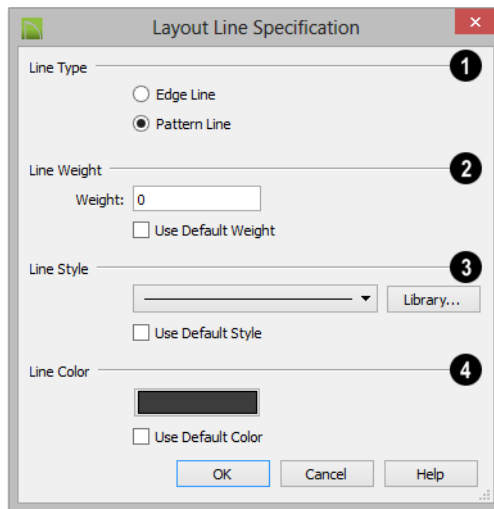 Layout Line Specification
×
Line Type
1
Edge Line
Pattern Line
Line Weight
2
Weight: 0
Use Default Weight
Line Style
3
Library...
Use Default Style
Line Color
4
Use Default Color
OK Cancel Help